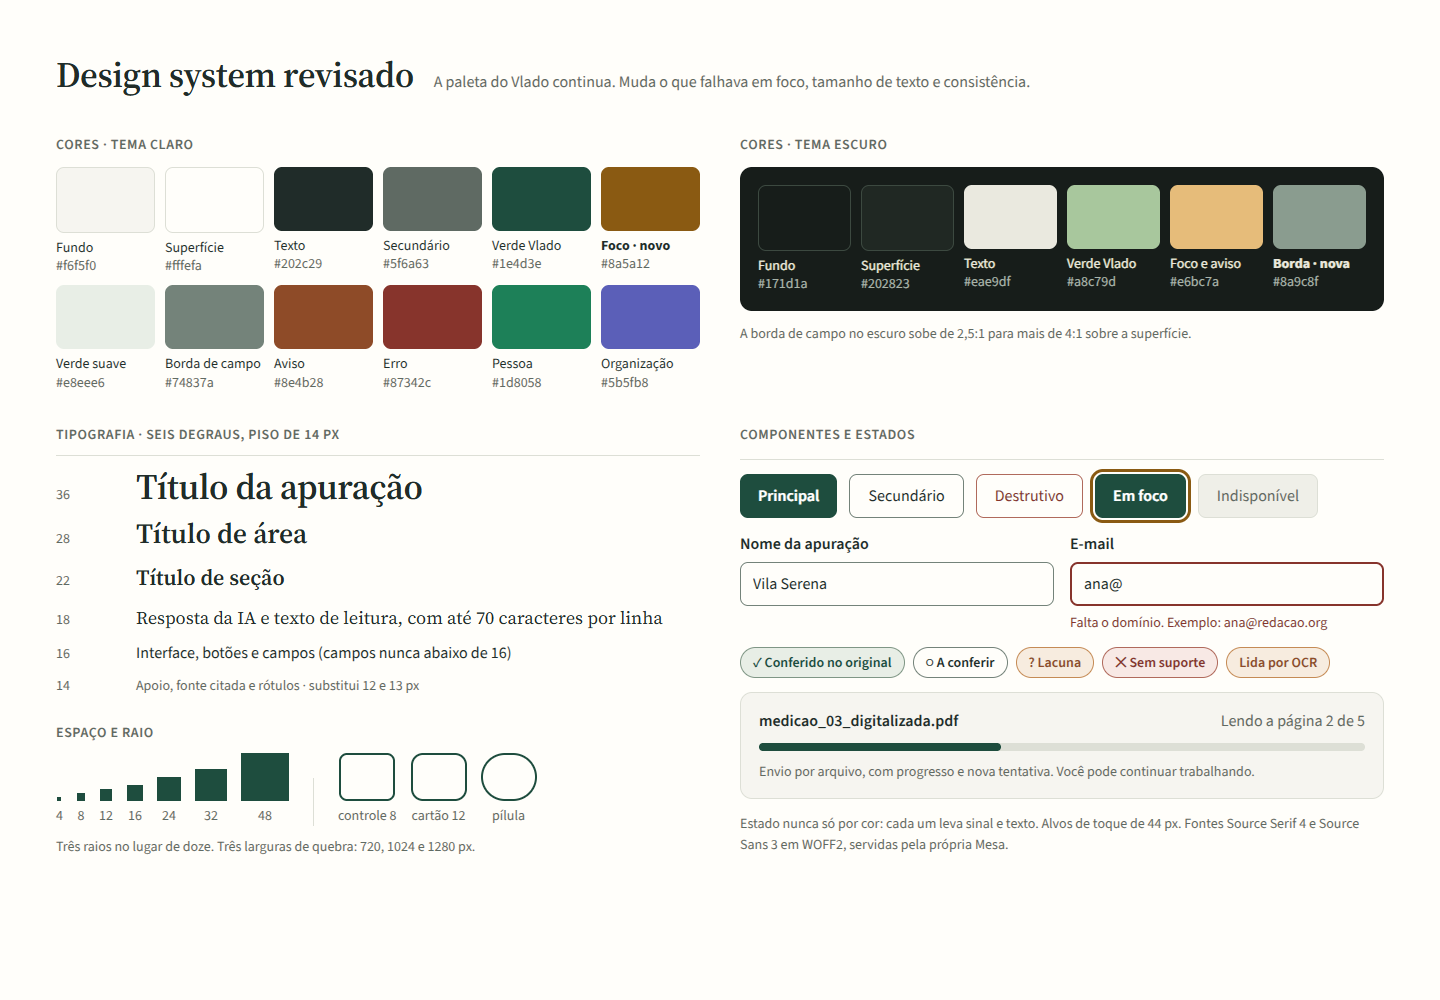 Design system revisado
A paleta do Vlado continua. Muda o que falhava em foco, tamanho de texto e consistência.
CORES · TEMA CLARO
Fundo
#f6f5f0
Superfície
#fffefa
Texto
#202c29
Secundário
#5f6a63
Verde Vlado
#1e4d3e
Foco · novo
#8a5a12
Verde suave
#e8eee6
Borda de campo
#74837a
Aviso
#8e4b28
Erro
#87342c
Pessoa
#1d8058
Organização
#5b5fb8
CORES · TEMA ESCURO
Fundo
#171d1a
Superfície
#202823
Texto
#eae9df
Verde Vlado
#a8c79d
Foco e aviso
#e6bc7a
Borda · nova
#8a9c8f
A borda de campo no escuro sobe de 2,5:1 para mais de 4:1 sobre a superfície.
TIPOGRAFIA · SEIS DEGRAUS, PISO DE 14 PX
36 Título da apuração
28 Título de área
22 Título de seção
18 Resposta da IA e texto de leitura, com até 70 caracteres por linha
16 Interface, botões e campos (campos nunca abaixo de 16)
14 Apoio, fonte citada e rótulos · substitui 12 e 13 px
ESPAÇO E RAIO
4 8 12 16 24 32 48
controle 8 cartão 12 pílula
Três raios no lugar de doze. Três larguras de quebra: 720, 1024 e 1280 px.
COMPONENTES E ESTADOS
Principal Secundário Destrutivo Em foco Indisponível
Nome da apuração
Vila Serena
E-mail
ana@
Falta o domínio. Exemplo: ana@redacao.org
✓ Conferido no original ○ A conferir ? Lacuna ✕ Sem suporte Lida por OCR
medicao_03_digitalizada.pdf Lendo a página 2 de 5
Envio por arquivo, com progresso e nova tentativa. Você pode continuar trabalhando.
Estado nunca só por cor: cada um leva sinal e texto. Alvos de toque de 44 px. Fontes Source Serif 4 e Source
Sans 3 em WOFF2, servidas pela própria Mesa.